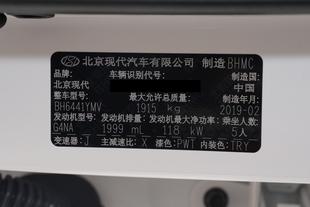 北京现代汽车有限公司 制造 BHMC
品牌: 车辆识别代号: 制造国:
北京现代 中国
整车型号: 最大允许总质量: 制造年月:
BH6441YMV 1915 kg 2019-02
发动机型号: 发动机排量: 发动机最大净功率: 乘坐人数:
G4NA 1999 mL 118 kW 5人
变速器: J 主减速比: X 漆色: PWT 内装色: TRY